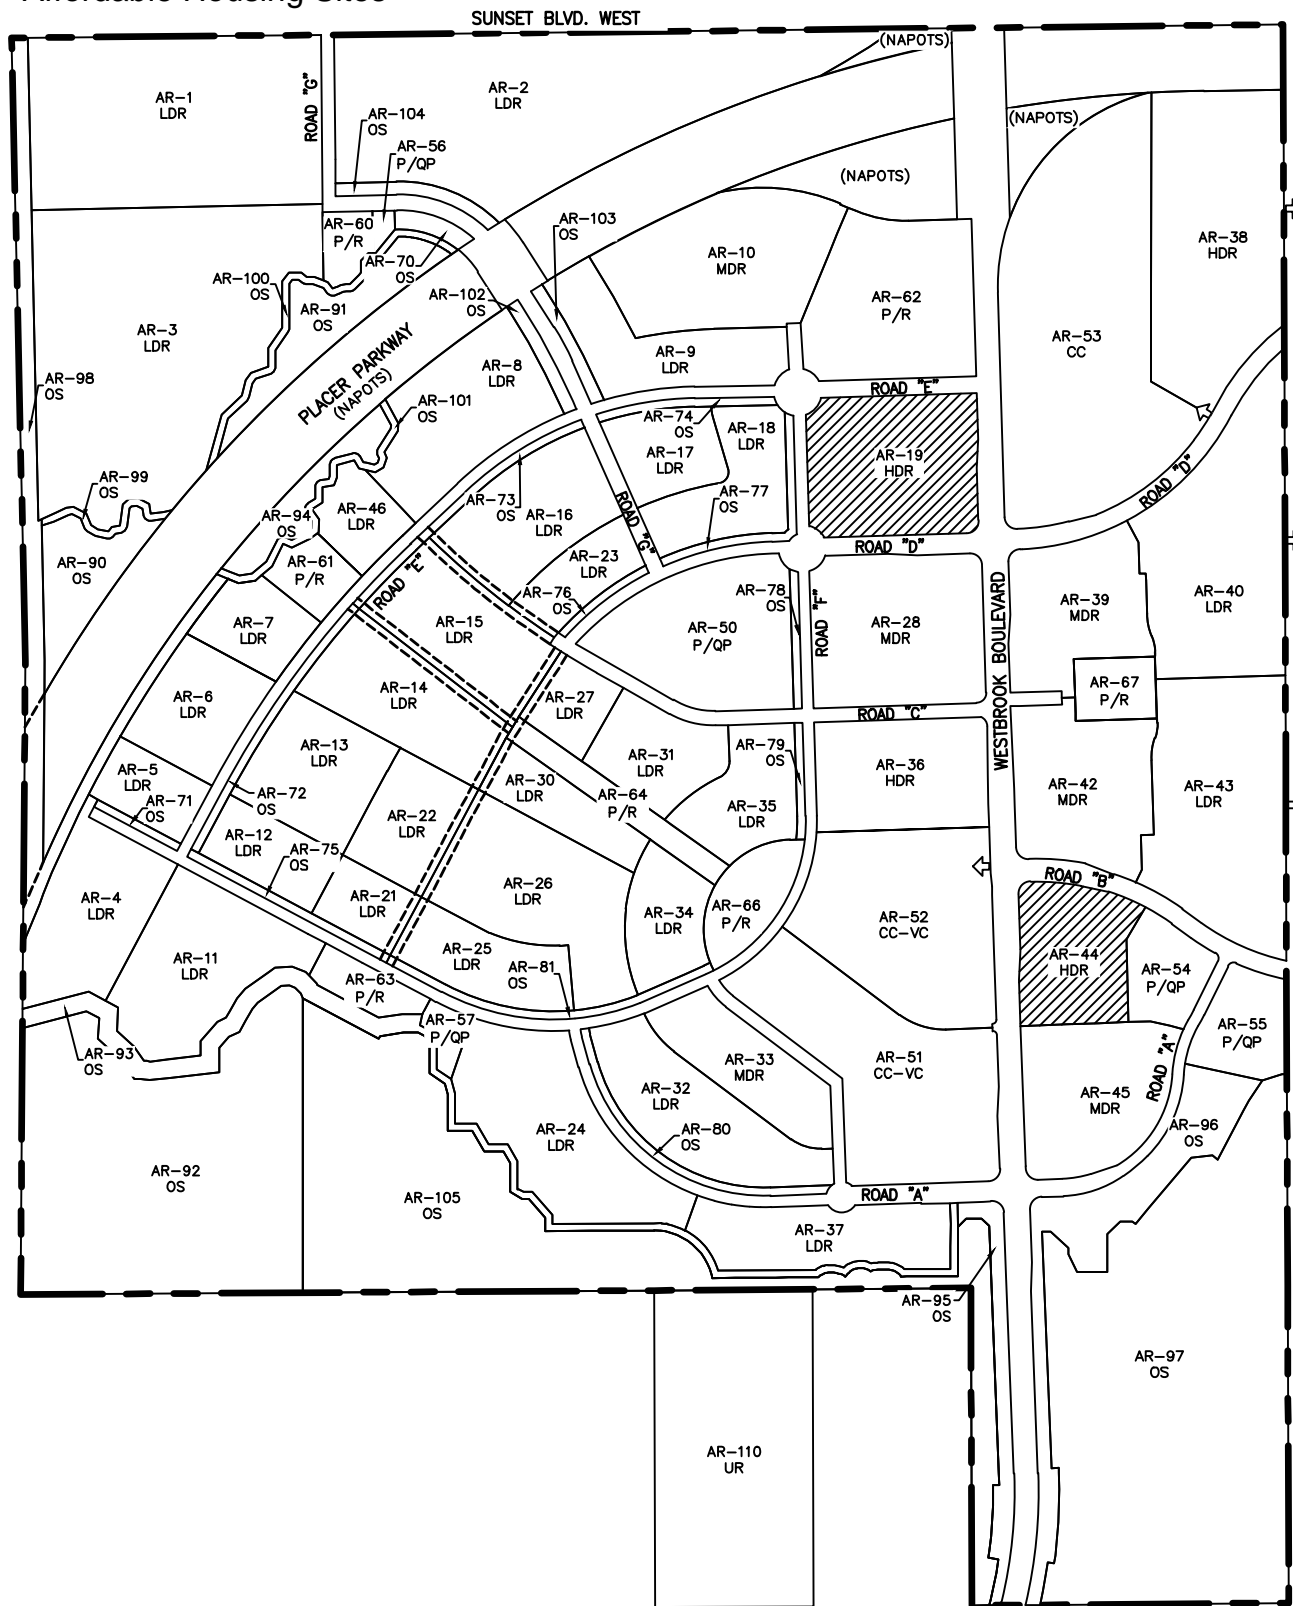 Affordable Housing Sites
SUNSET BLVD. WEST
(NAPOTS)
AR-1
LDR
ROAD "G"
AR-2
LDR
AR-104
OS
AR-56
P/QP
(NAPOTS)
(NAPOTS)
AR-60
P/R
AR-103
OS
AR-38
HDR
AR-70
OS
AR-10
MDR
AR-100
OS
AR-91
OS
AR-102
OS
AR-62
P/R
AR-3
LDR
AR-53
CC
PLACER PARKWAY
(NAPOTS)
AR-8
LDR
AR-9
LDR
AR-98
OS
AR-101
OS
ROAD "E"
AR-74
OS
AR-18
LDR
AR-17
LDR
AR-19
HDR
ROAD "D"
AR-99
OS
AR-46
LDR
AR-73
OS
AR-77
OS
AR-94
OS
AR-16
LDR
ROAD "G"
ROAD "D"
AR-90
OS
AR-61
P/R
AR-23
LDR
ROAD "E"
AR-76
OS
AR-78
OS
ROAD "F"
AR-40
LDR
AR-39
MDR
AR-7
LDR
AR-15
LDR
AR-50
P/QP
AR-28
MDR
WESTBROOK BOULEVARD
AR-67
P/R
AR-6
LDR
AR-14
LDR
AR-27
LDR
ROAD "C"
AR-13
LDR
AR-31
LDR
AR-79
OS
AR-36
HDR
AR-5
LDR
AR-71
OS
AR-72
OS
AR-30
LDR
AR-64
P/R
AR-42
MDR
AR-43
LDR
AR-22
LDR
AR-35
LDR
AR-12
LDR
AR-75
OS
ROAD "B"
AR-4
LDR
AR-21
LDR
AR-26
LDR
AR-34
LDR
AR-66
P/R
AR-52
CC-VC
AR-11
LDR
AR-25
LDR
AR-81
OS
AR-63
P/R
AR-44
HDR
AR-54
P/QP
AR-57
P/QP
AR-55
P/QP
AR-93
OS
AR-33
MDR
AR-51
CC-VC
AR-32
LDR
ROAD "A"
AR-45
MDR
AR-96
OS
AR-24
LDR
AR-80
OS
AR-92
OS
AR-105
OS
ROAD "A"
AR-37
LDR
AR-95
OS
AR-97
OS
AR-110
UR